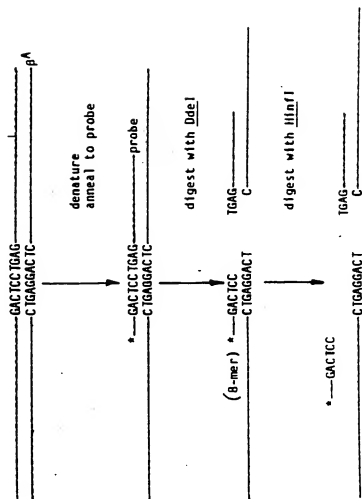 ----GACTCCTGAG----
----CTGAGGACTC----βA
denature
anneal to probe
*----GACTCCTGAG----probe
----CTGAGGACTC----
digest with DdeI
(8-mer) *----GACTCC TGAG----
----CTGAGGACT C----
digest with HinfI
*----GACTCC
TGAG----
----CTGAGGACT C----